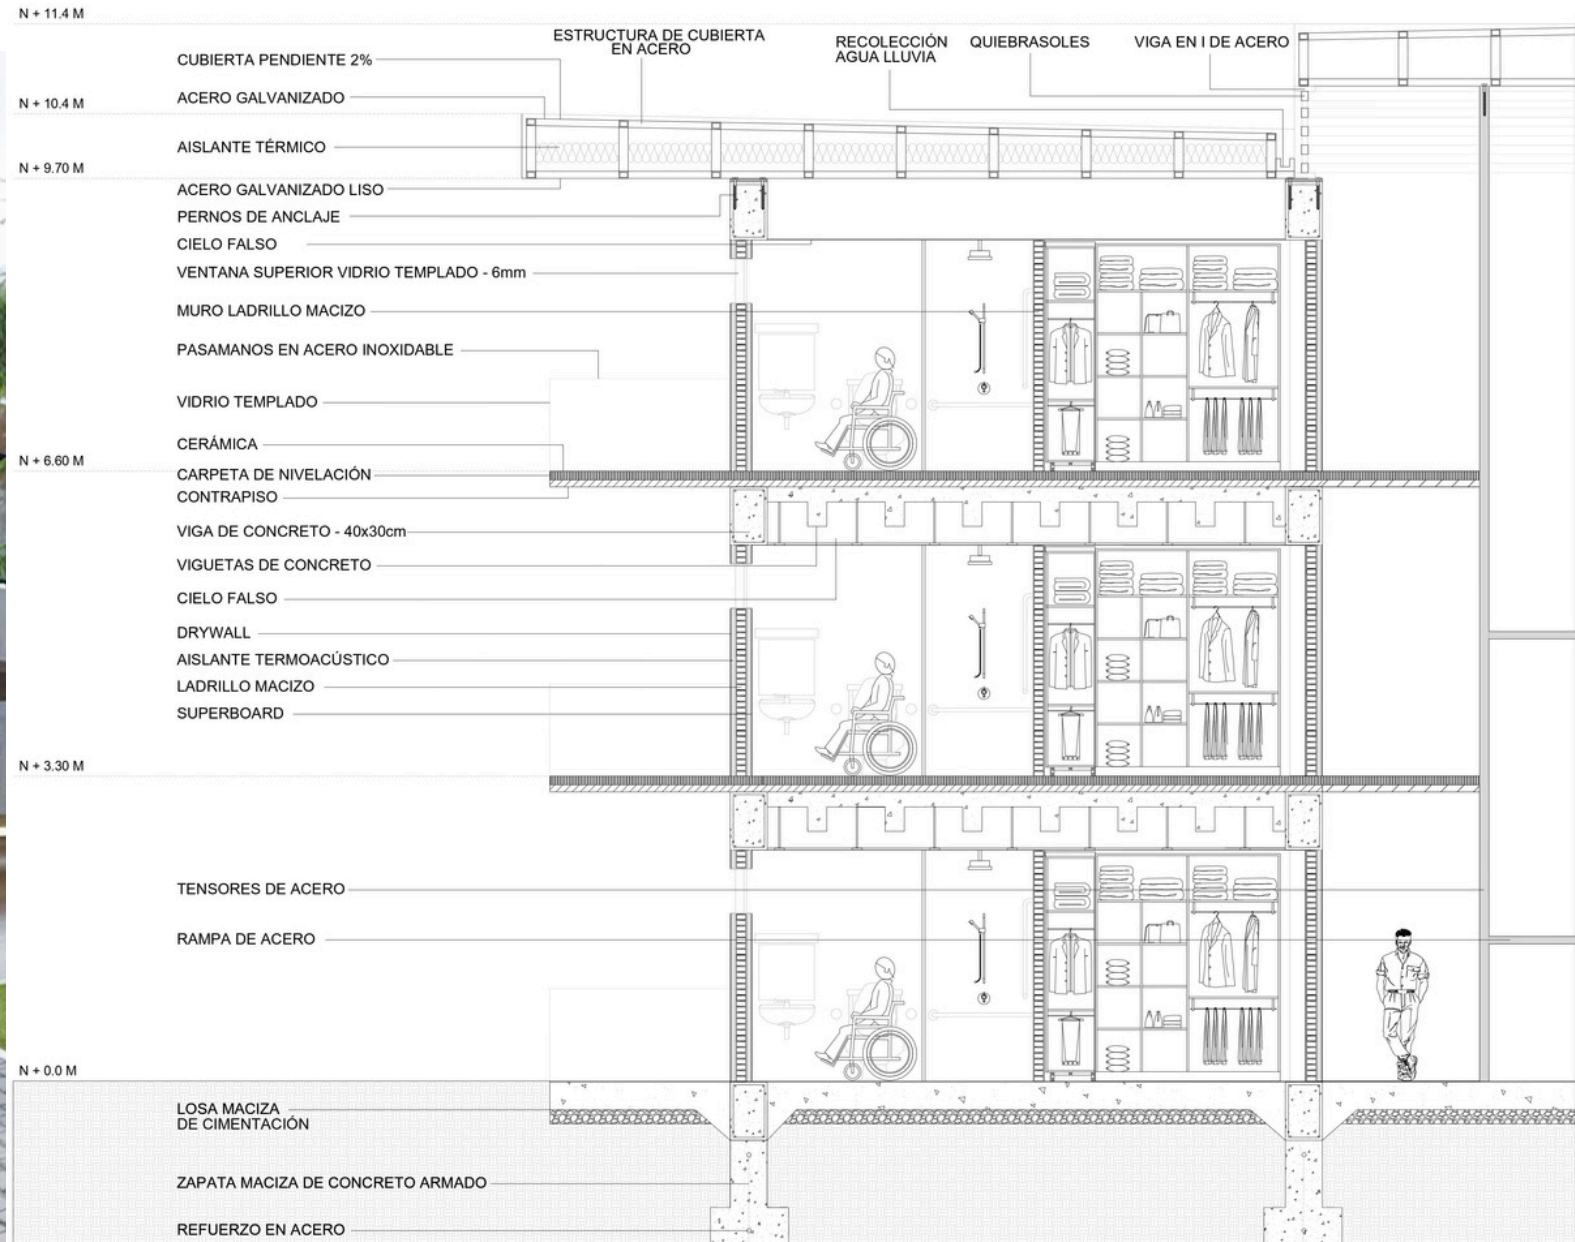 N + 11.4 M
ESTRUCTURA DE CUBIERTA
EN ACERO
RECOLECCIÓN
AGUA LLUVIA
QUIEBRASOLES
VIGA EN I DE ACERO
CUBIERTA PENDIENTE 2%
ACERO GALVANIZADO
N + 10.4 M
AISLANTE TÉRMICO
N + 9.70 M
ACERO GALVANIZADO LISO
PERNOS DE ANCLAJE
CIELO FALSO
VENTANA SUPERIOR VIDRIO TEMPLADO - 6mm
MURO LADRILLO MACIZO
PASAMANOS EN ACERO INOXIDABLE
VIDRIO TEMPLADO
CERÁMICA
N + 6.60 M
CARPETA DE NIVELACIÓN
CONTRAPISO
VIGA DE CONCRETO - 40x30cm
VIGUETAS DE CONCRETO
CIELO FALSO
DRYWALL
AISLANTE TERMOACÚSTICO
LADRILLO MACIZO
SUPERBOARD
N + 3.30 M
TENSORES DE ACERO
RAMPA DE ACERO
N + 0.0 M
LOSA MACIZA
DE CIMENTACIÓN
ZAPATA MACIZA DE CONCRETO ARMADO
REFUERZO EN ACERO